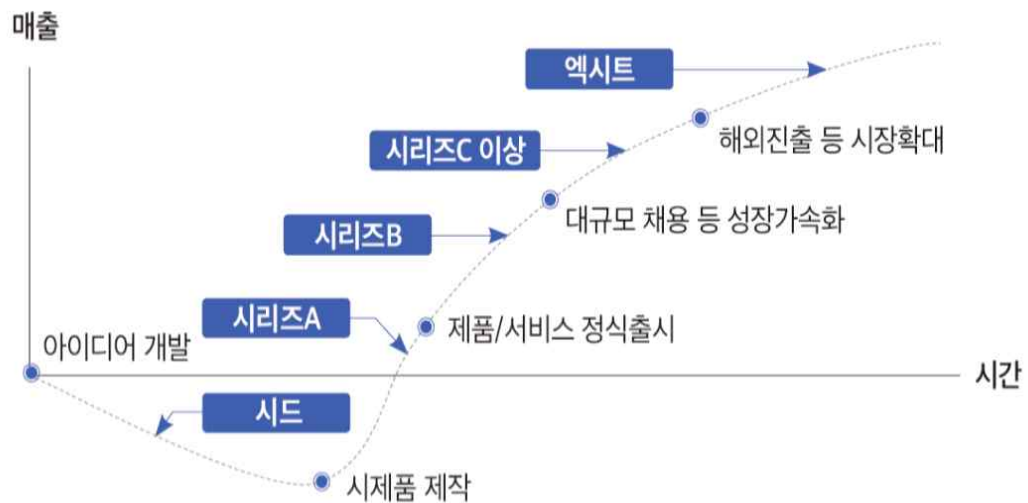 매출
엑시트
해외진출 등 시장확대
시리즈C 이상
대규모 채용 등 성장가속화
시리즈B
시리즈A
제품/서비스 정식출시
아이디어 개발
시간
시드
시제품 제작